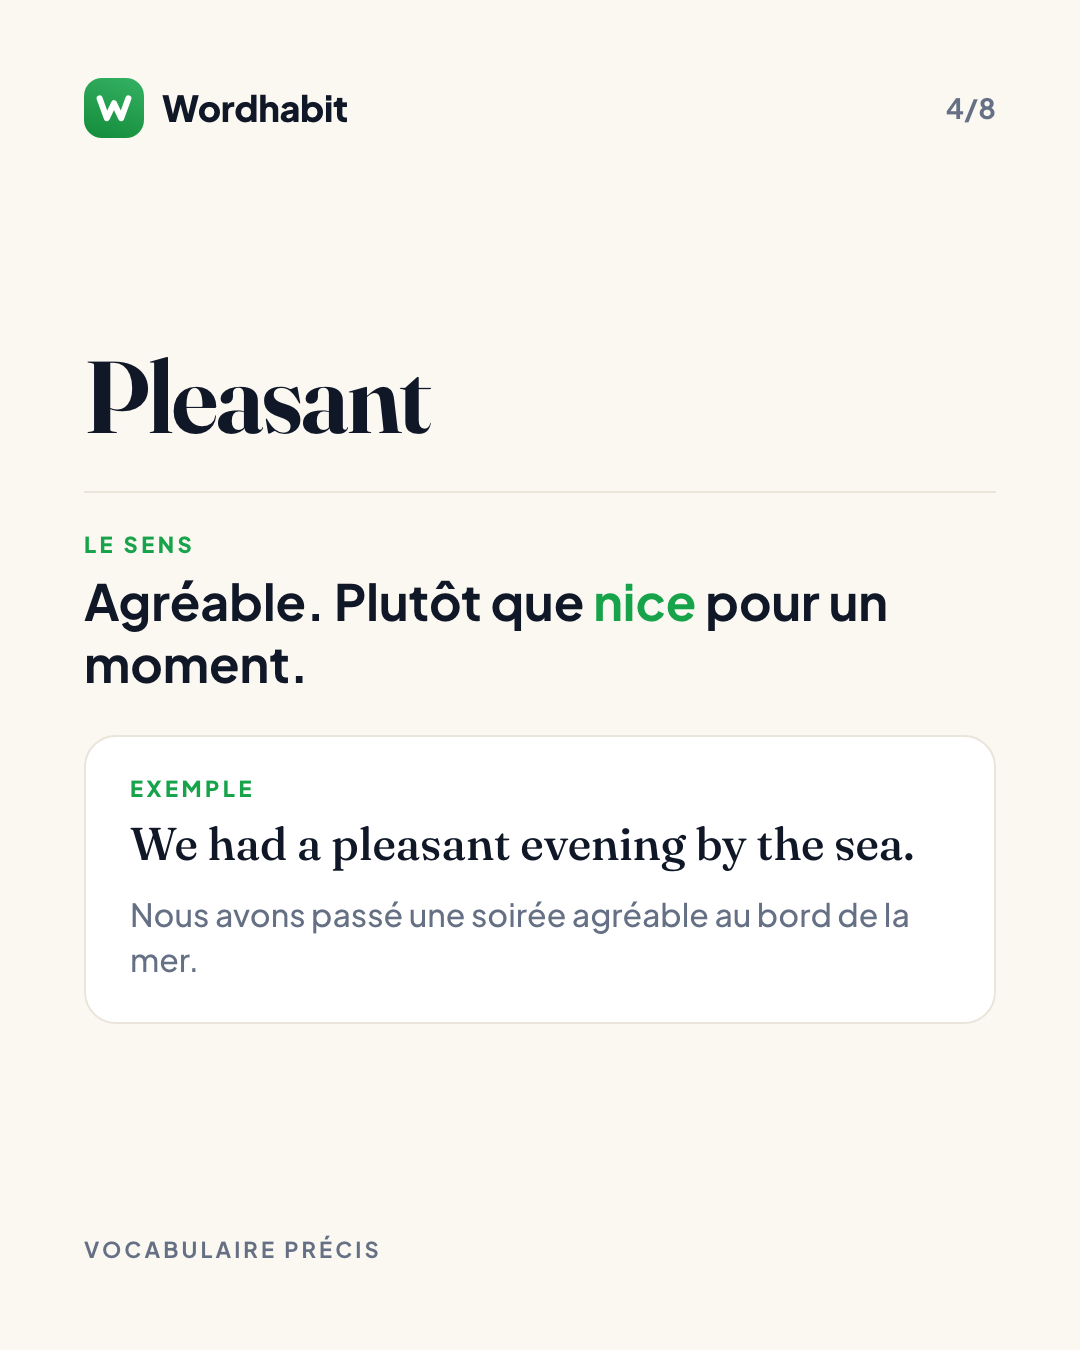 Wordhabit
4/8
Pleasant
LE SENS
Agréable. Plutôt que nice pour un
moment.
EXEMPLE
We had a pleasant evening by the sea.
Nous avons passé une soirée agréable au bord de la
mer.
VOCABULAIRE PRÉCIS